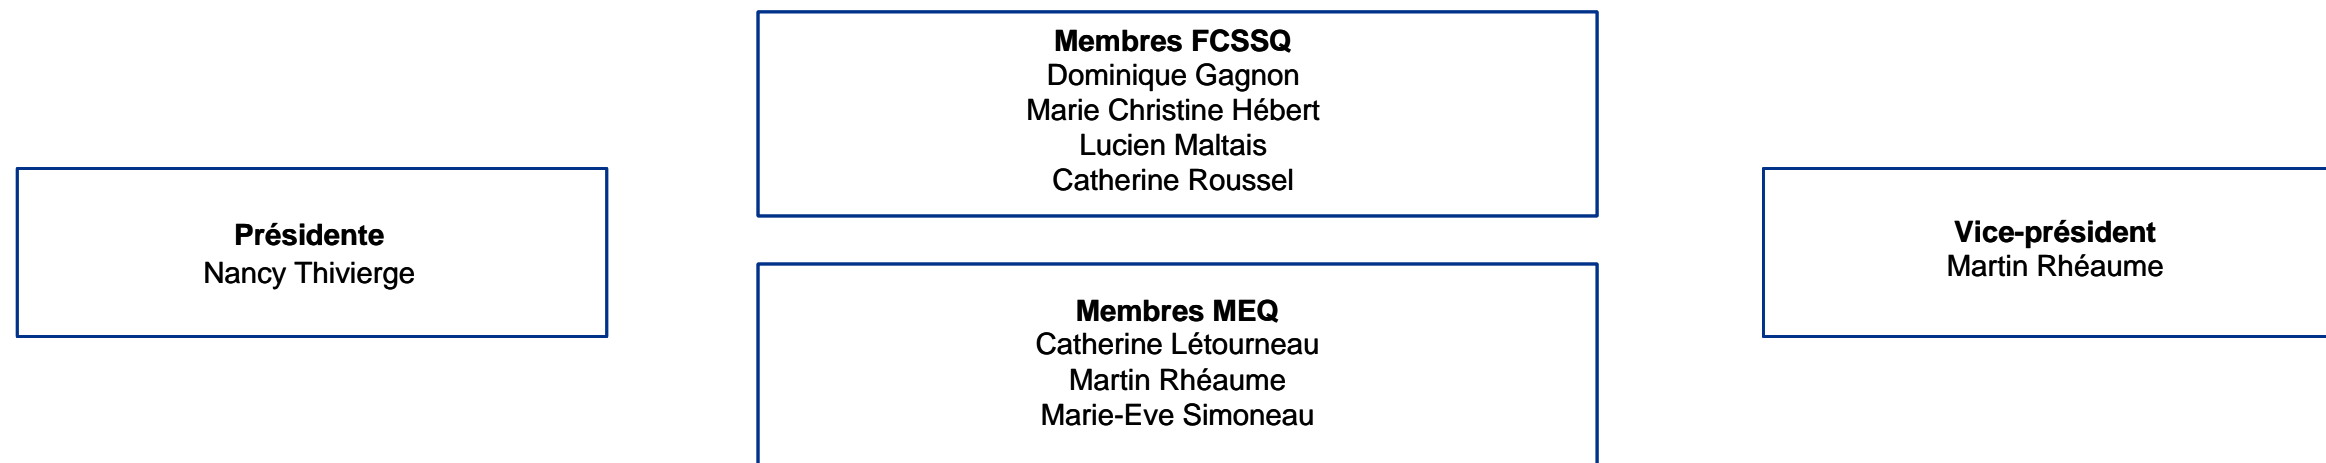 Membres FCSSQ
Dominique Gagnon
Marie Christine Hébert
Lucien Maltais
Catherine Roussel
Présidente
Nancy Thivierge
Vice-président
Martin Rhéaume
Membres MEQ
Catherine Létourneau
Martin Rhéaume
Marie-Eve Simoneau